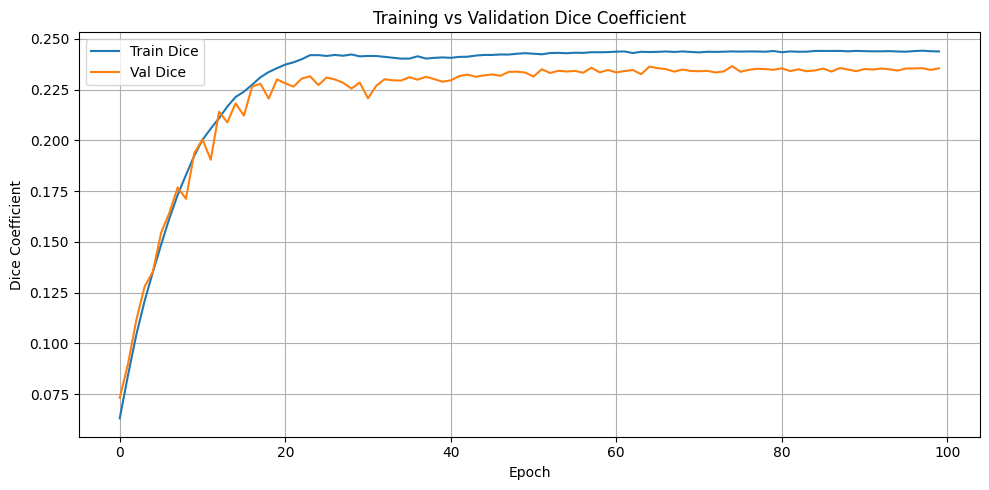 Training vs Validation Dice Coefficient
Train Dice
Val Dice
Dice Coefficient
0.250
0.225
0.200
0.175
0.150
0.125
0.100
0.075
0 20 40 60 80 100
Epoch